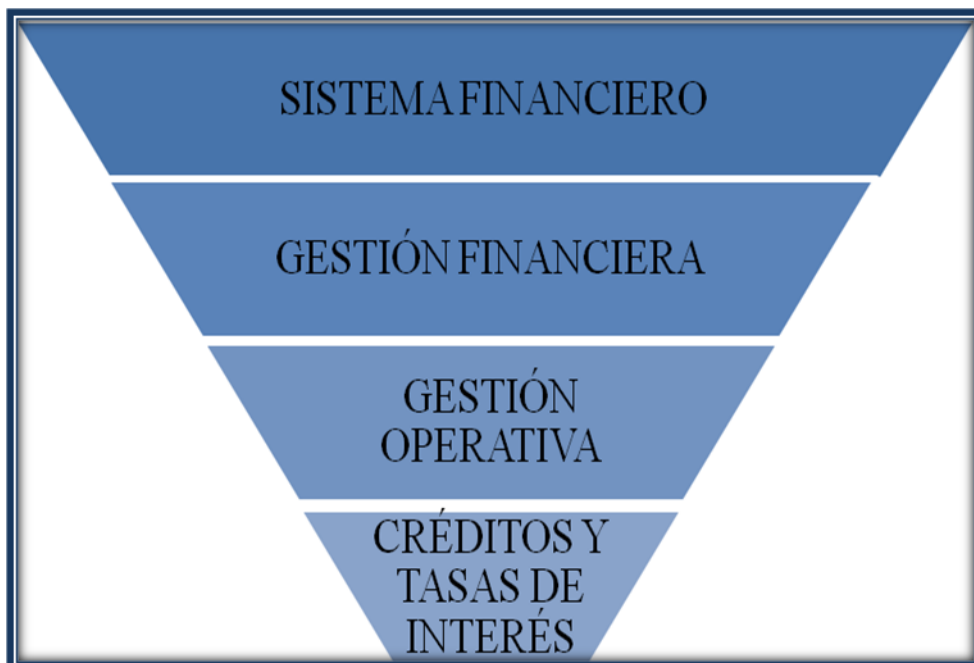 SISTEMA FINANCIERO
GESTIÓN FINANCIERA
GESTIÓN
OPERATIVA
CRÉDITOS Y
TASAS DE
INTERÉS